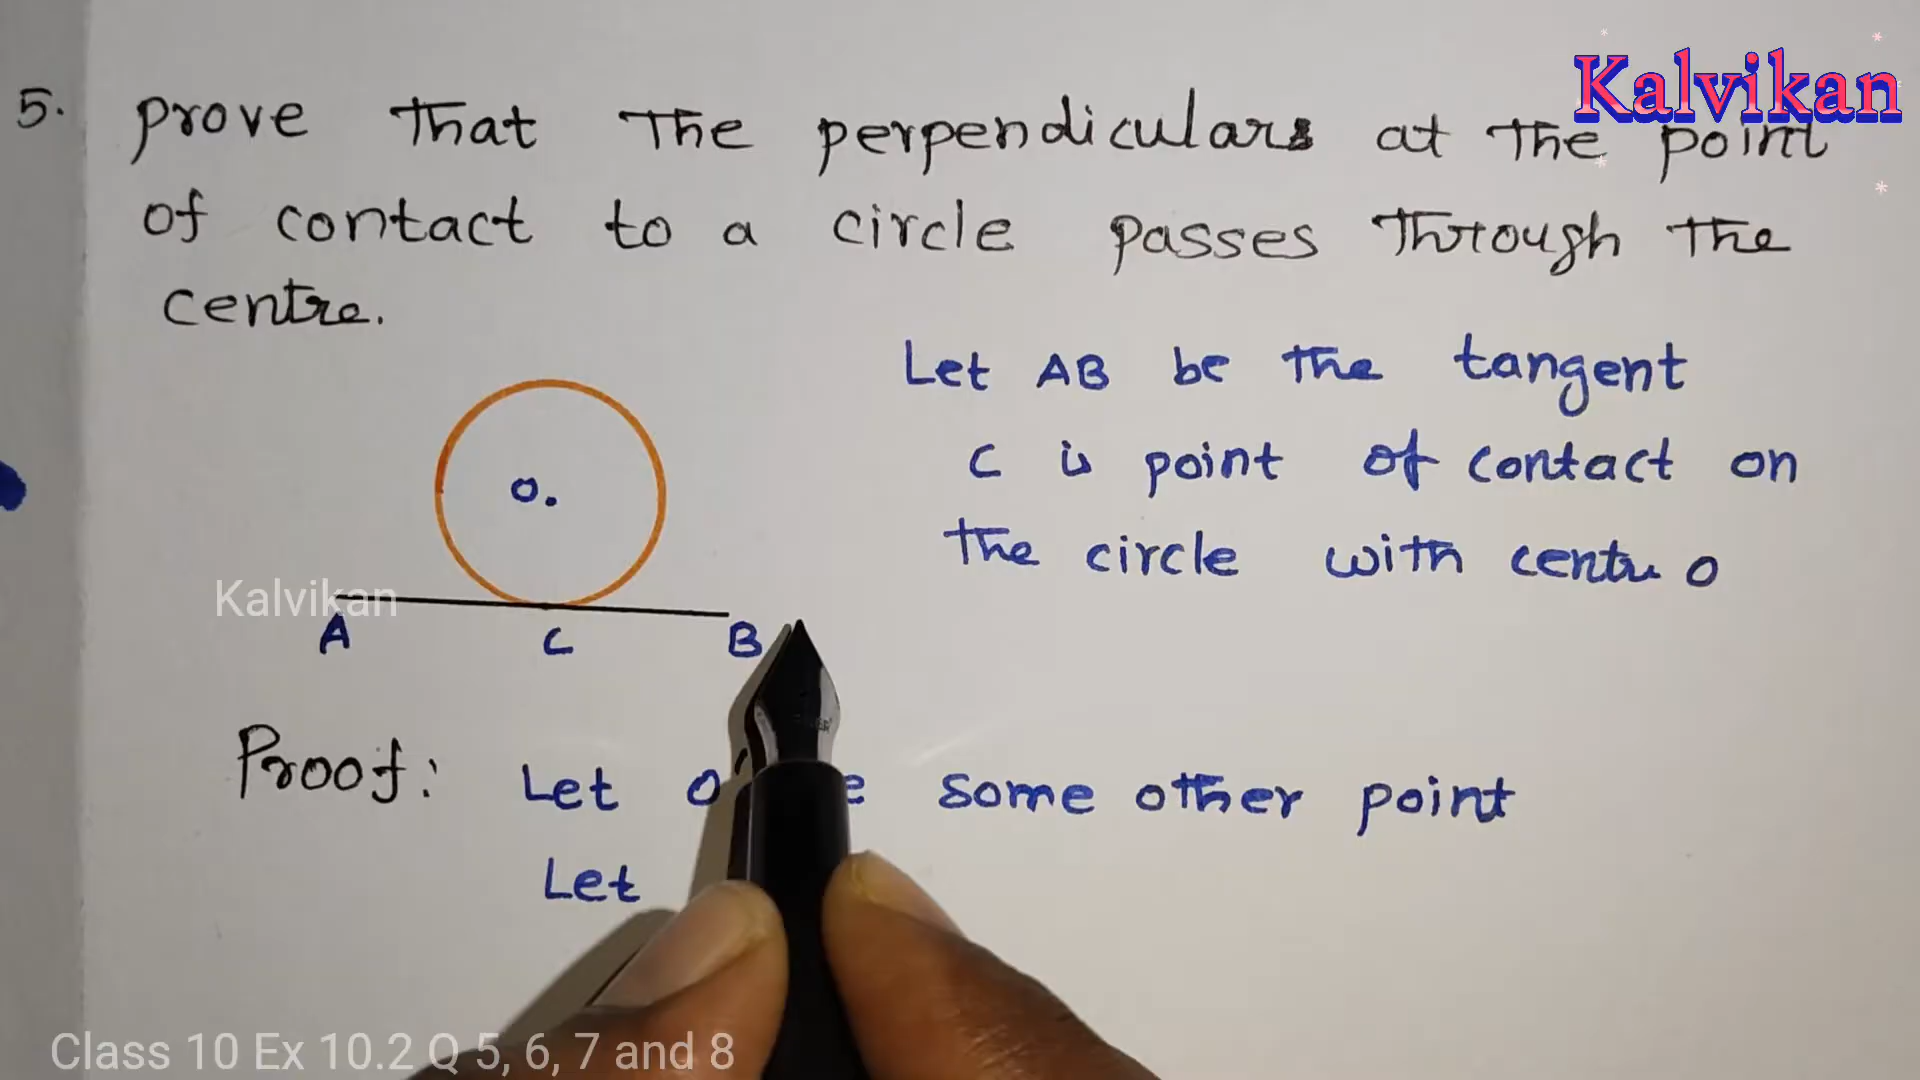 Kalvikan
5. Prove that the perpendiculars at the point
of contact to a circle passes through the
centre.
Let AB be the tangent
C is point of contact on
the circle with centre O
O.
Kalvikan
A C B
Proof: Let O' some other point
Let
Class 10 Ex 10.2 Q 5, 6, 7 and 8